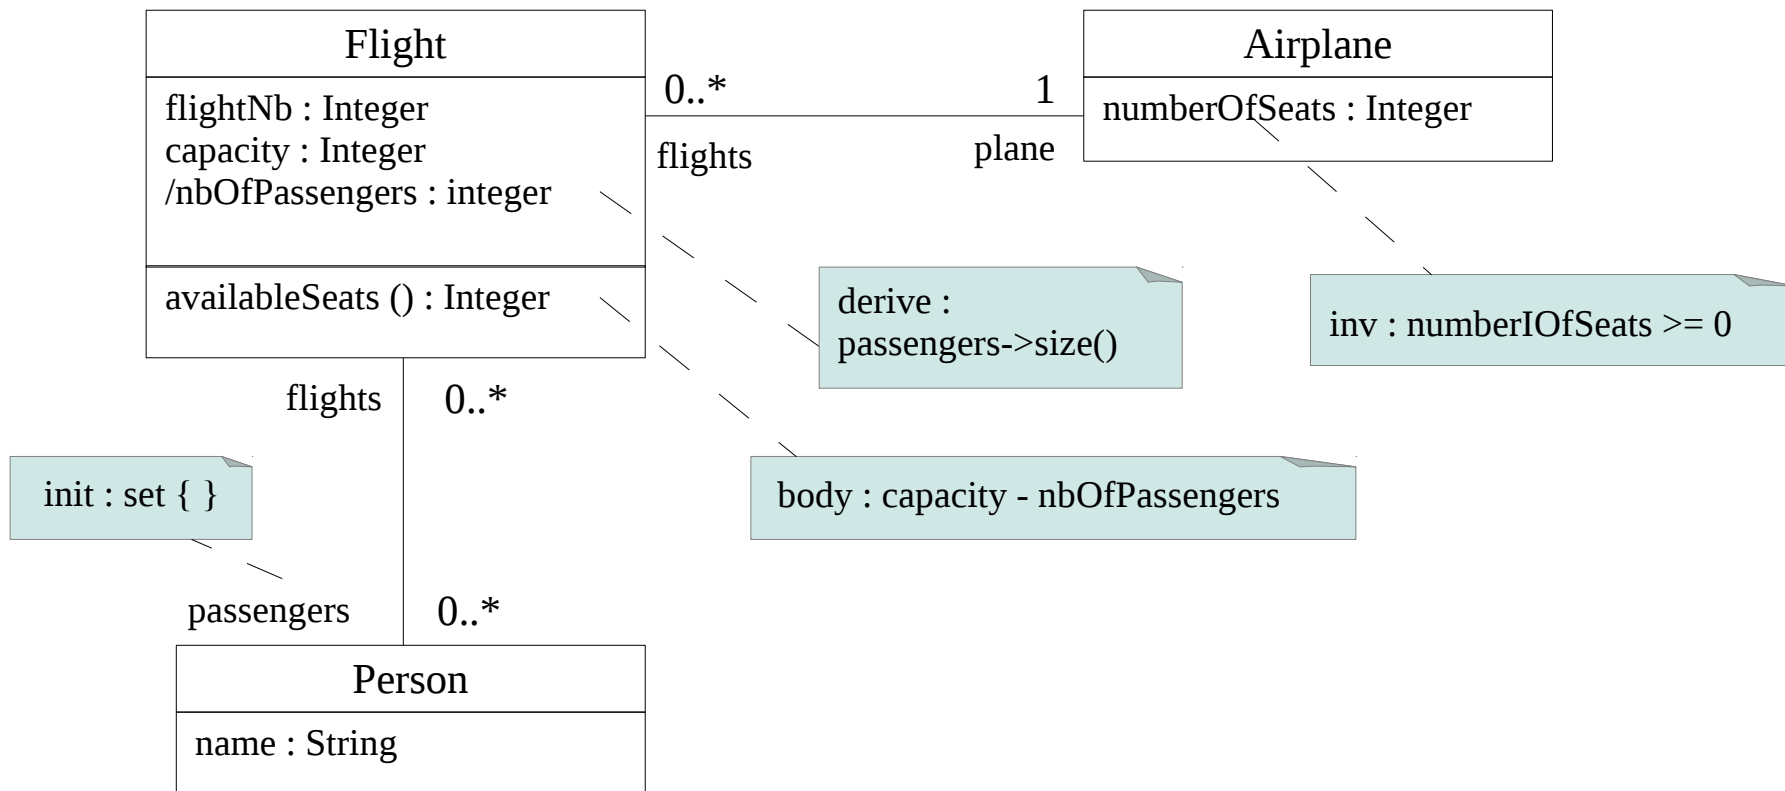 Flight
flightNb : Integer
capacity : Integer
/nbOfPassengers : integer
availableSeats () : Integer
0..*
1
flights
plane
Airplane
numberOfSeats : Integer
derive :
passengers->size()
inv : numberIOfSeats >= 0
flights
0..*
init : set { }
body : capacity - nbOfPassengers
passengers
0..*
Person
name : String